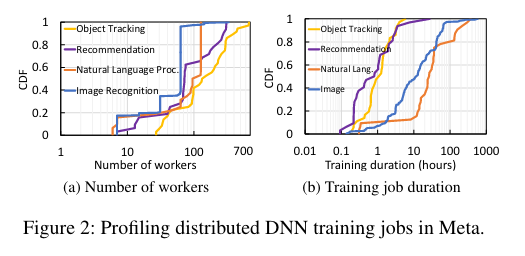 1
0.8
0.6
0.4
0.2
0
CDF
Object Tracking
Recommendation
Natural Language Proc.
Image Recognition
1
10
100
700
Number of workers
(a) Number of workers
1
0.8
0.6
0.4
0.2
0
CDF
Object Tracking
Recommendation
Natural Lang.
Image
0.01
0.1
1
10
100
1000
Training duration (hours)
(b) Training job duration
Figure 2: Profiling distributed DNN training jobs in Meta.